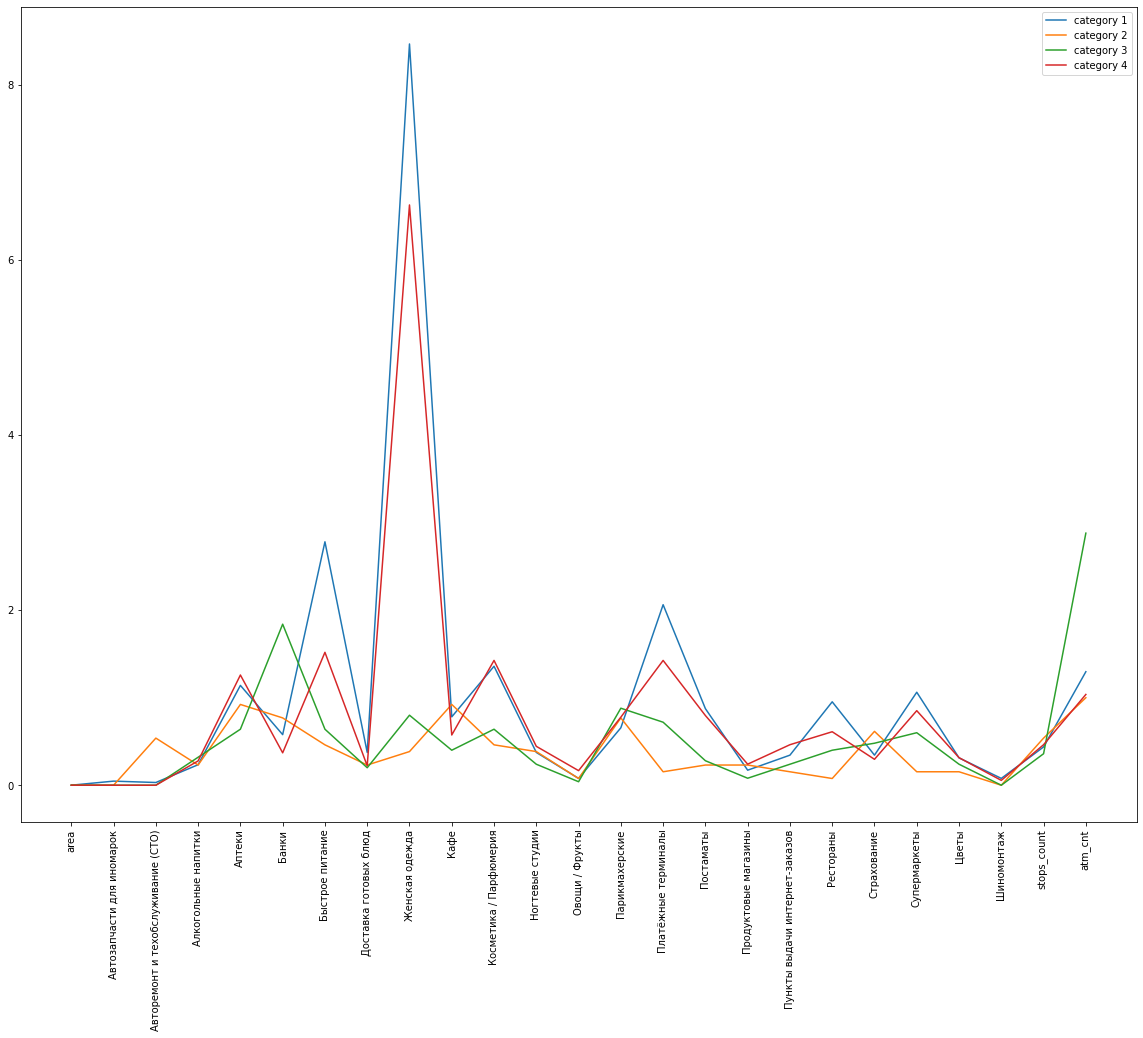 category 1
category 2
category 3
category 4
8
6
4
2
0
area
Автозапчасти для иномарок
Авторемонт и техобслуживание (СТО)
Алкогольные напитки
Аптеки
Банки
Быстрое питание
Доставка готовых блюд
Женская одежда
Кафе
Косметика / Парфюмерия
Ногтевые студии
Овощи / Фрукты
Парикмахерские
Платёжные терминалы
Постаматы
Продуктовые магазины
Пункты выдачи интернет-заказов
Рестораны
Страхование
Супермаркеты
Цветы
Шиномонтаж
stops_count
atm_cnt